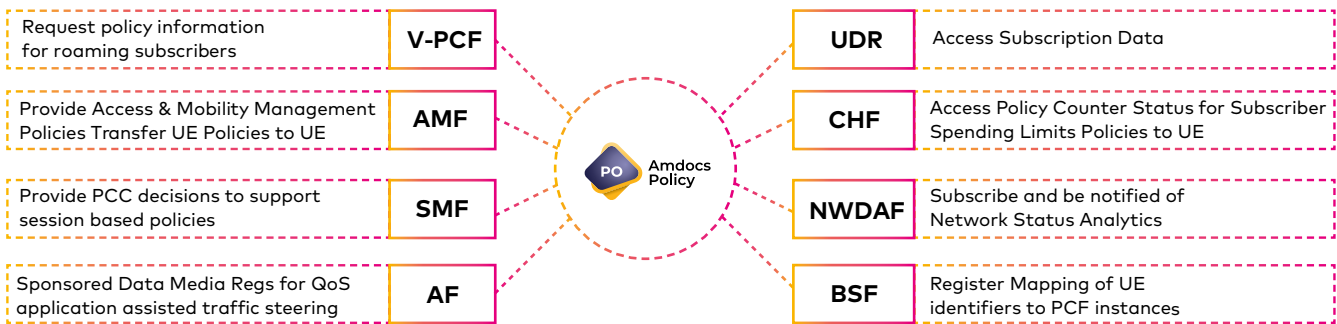 Request policy information
for roaming subscribers
V-PCF
Provide Access & Mobility Management
Policies Transfer UE Policies to UE
AMF
Provide PCC decisions to support
session based policies
SMF
Sponsored Data Media Regs for QoS
application assisted traffic steering
AF
PO
Amdocs
Policy
UDR
Access Subscription Data
CHF
Access Policy Counter Status for Subscriber
Spending Limits Policies to UE
NWDAF
Subscribe and be notified of
Network Status Analytics
BSF
Register Mapping of UE
identifiers to PCF instances